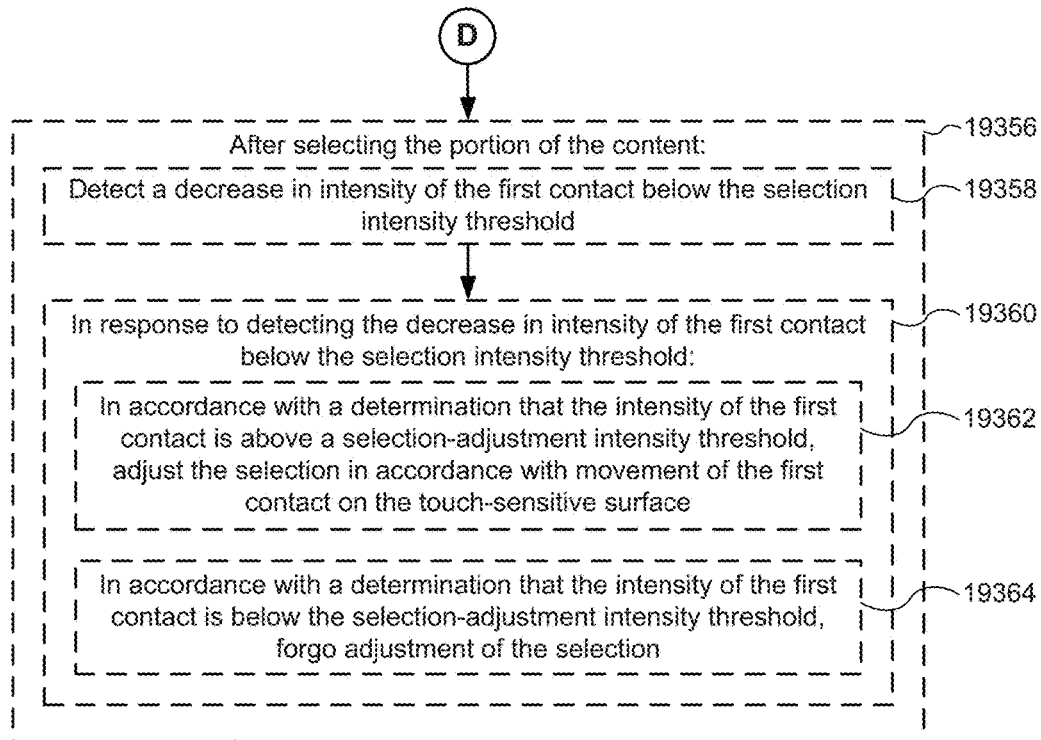 D
After selecting the portion of the content:
19356
Detect a decrease in intensity of the first contact below the selection
intensity threshold
19358
In response to detecting the decrease in intensity of the first contact
below the selection intensity threshold:
19360
In accordance with a determination that the intensity of the first
contact is above a selection-adjustment intensity threshold,
adjust the selection in accordance with movement of the first
contact on the touch-sensitive surface
19362
In accordance with a determination that the intensity of the first
contact is below the selection-adjustment intensity threshold,
forgo adjustment of the selection
19364